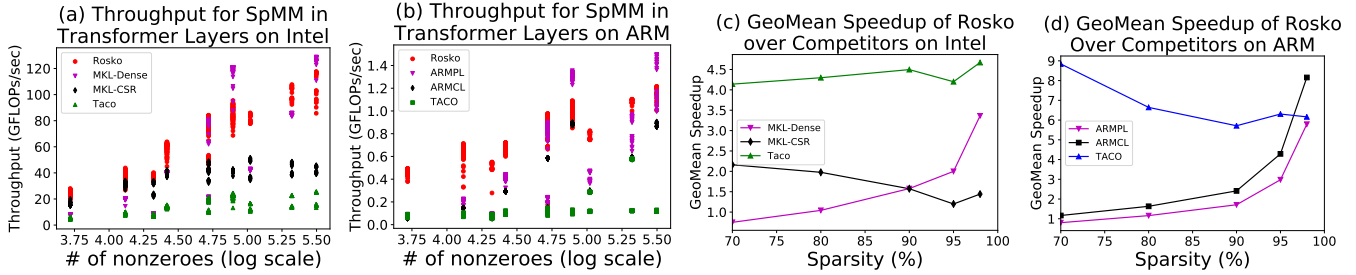 (a) Throughput for SpMM in
Transformer Layers on Intel
Throughput (GFLOPs/sec)
120
100
80
60
40
20
0
Rosko
MKL-Dense
MKL-CSR
Taco
3.75 4.00 4.25 4.50 4.75 5.00 5.25 5.50
# of nonzeroes (log scale)
(b) Throughput for SpMM in
Transformer Layers on ARM
Throughput (GFLOPs/sec)
1.4
1.2
1.0
0.8
0.6
0.4
0.2
0.0
Rosko
ARMPL
ARMCL
TACO
3.75 4.00 4.25 4.50 4.75 5.00 5.25 5.50
# of nonzeroes (log scale)
(c) GeoMean Speedup of Rosko
over Competitors on Intel
GeoMean Speedup
4.5
4.0
3.5
3.0
2.5
2.0
1.5
1.0
MKL-Dense
MKL-CSR
Taco
70 75 80 85 90 95 100
Sparsity (%)
(d) GeoMean Speedup of Rosko
Over Competitors on ARM
GeoMean Speedup
9
8
7
6
5
4
3
2
1
ARMPL
ARMCL
TACO
70 75 80 85 90 95 100
Sparsity (%)